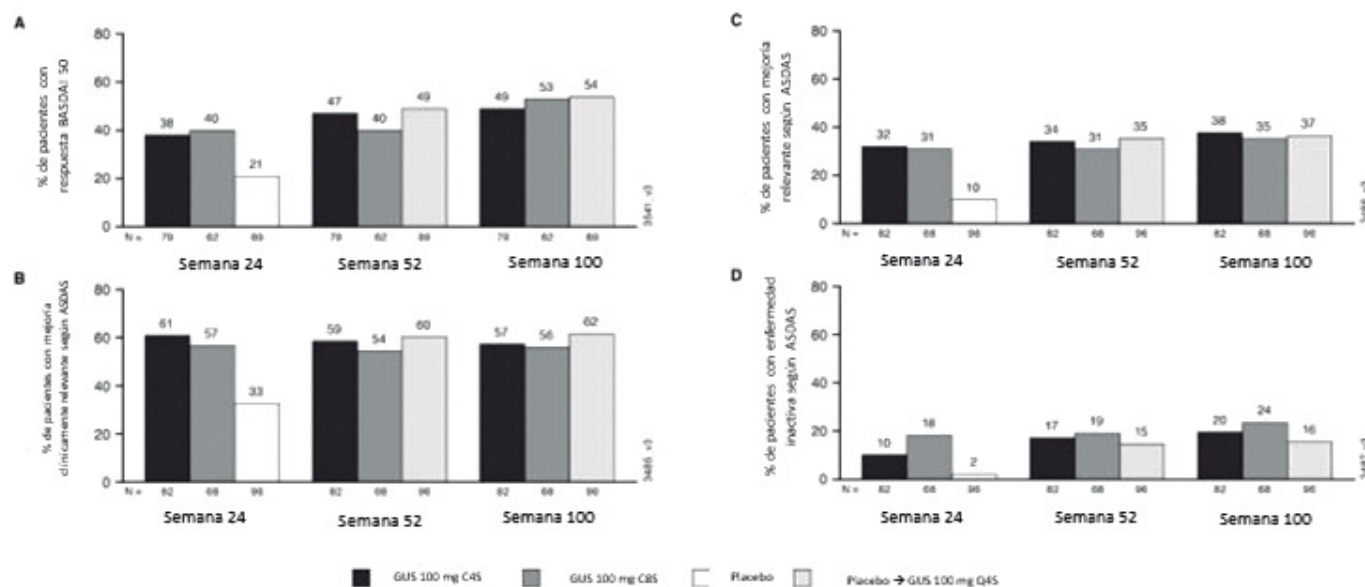 A
% de pacientes con
respuesta BASDAI 50
80
60
40
20
0
38 40 21
47 40 49
49 53 54
N = 79 62 89 79 62 89 79 62 89
Semana 24 Semana 52 Semana 100
3541_v3
B
% de pacientes con mejoría
clínicamente relevante según ASDAS
80
60
40
20
0
61 57 33
59 54 60
57 56 62
N = 82 68 96 82 68 96 82 68 96
Semana 24 Semana 52 Semana 100
3486_v3
C
% de pacientes con mejoría
relevante según ASDAS
80
60
40
20
0
32 31 10
34 31 35
38 35 37
N = 82 68 96 82 68 96 82 68 96
Semana 24 Semana 52 Semana 100
D
% de pacientes con enfermedad
inactiva según ASDAS
80
60
40
20
0
10 18 2
17 19 15
20 24 16
N = 82 68 96 82 68 96 82 68 96
Semana 24 Semana 52 Semana 100
GUS 100 mg C4S GUS 100 mg C8S Placebo Placebo → GUS 100 mg Q4S